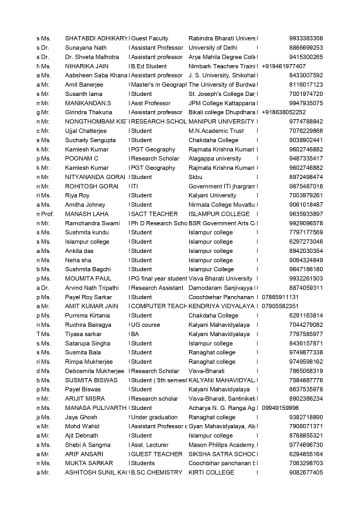 s Ms. SHATABDI ADHIKARY I Guest Faculty Rabindra Bharati Univers I 9933383356
s Dr. Sunayana Nath I Assistant professor University of Delhi I 8866699253
s Dr. Dr. Shveta Malhotra I Assistant professor Arya Mahila Degree Colle I 9415300265
h Ms. NIHARIKA JAIN I B.Ed Student Nimbark Teachers Traini I +919461977407
a Ms. Aabsheen Saba Khana I Assistant professor J. S. University, Shikohal I 8433007592
a Mr. Amit Banerjee I Master's in Geograpl The University of Burdwa I 8116017123
s Mr. Susanth lama I Student St. Joseph's College Dar I 7001974720
n Mr. MANIKANDAN.S I Asst Professor JPM College Kattappana I 9947935075
g Mr. Girindra Thakuria I Assistant professor Bikali college Dhupdhara I +918638052252
n Mr. NONGTHOMBAM KIS I RESEARCH SCHOL MANIPUR UNIVERSITY I 9774788842
c Mr. Ujjal Chatterjee I Student M.N.Academic Trust I 7076229866
s Ms. Suchaity Sengupta I Student Chakdaha College I 9038902441
k Mr. Kamlesh Kumar I PGT Geography Rajmata Krishna Kumari I 9602746882
p Ms. POONAM C I Research Scholar Alagappa university I 9487335417
k Mr. Kamlesh Kumar I PGT Geography Rajmata Krishna Kumari I 9602746882
n Mr. NITYANANDA GORAI I Student Skbu I 8972496474
n Mr. ROHITOSH GORAI I ITI Government ITI jhargram I 9875487016
n Ms. Riya Roy I Student Kalyani University I 7003979261
a Ms. Amitha Johney I Student Nirmala College Muvattu I 9061018487
n Prof. MANASH LAHA I SACT TEACHER ISLAMPUR COLLEGE I 9635933897
n Mr. Ramchandra Swami I Ph D Research Scho BSR Government Arts C I 9929096578
n Ms. Sushmita kundu I Student Islampur college I 7797177569
a Ms. Islampur college I Student Islampur college I 6297273046
a Ms. Ankita das I Student Islampur college I 8942030354
n Ms. Neha sha I Student Islampur college I 9064324849
b Ms. Sushmita Bagchi I Student Islampur College I 9647186180
p Ms. MOUMITA PAUL I PG final year student Visva Bharati University I 9932261503
a Dr. Arvind Nath Tripathi I Research Assistant Damodaram Sanjivayya I I 8874059311
p Ms. Payel Roy Sarkar I Student Coochbehar Panchanan I 07865911131
a Mr. AMIT KUMAR JAIN I COMPUTER TEACH KENDRIYA VIDYALAYA I 07905582351
b Ms. Purnima Kirtania I Student Chakdaha College I 6291163814
n Ms. Ruchira Bairagya I UG course Kalyani Mahavidyalaya I 7044279082
T Ms. Tiyasa sarkar I BA Kalyani Mahavidyalaya I 7797585977
s Ms. Satarupa Singha I Student Islampur college I 8436157871
s Ms. Susmita Bala I Student Ranaghat college I 9749877338
s Ms. Rimpa Mukherjee I Student Ranaghat college I 9749598162
s Ms. Debosmita Mukherjee I Research Scholar Visva-Bharati I 7865068319
b Ms. SUSMITA BISWAS I Student ( 5th semest KALYANI MAHAVIDYAL I 7584887776
b Ms. Payel Biswas I Student Kalyani Mahavidyalaya I 8637535978
n Mr. ARIJIT MISRA I Research scholar Visva-Bharati, Santiniket I 8902386234
n Ms. MANASA PULIVARTH I Student Acharya N. G. Ranga Ag I 09949159996
a Ms. Jaya Ghosh I Under graduation Ranaghat college I 9382718890
a Mr. Mohd Wahid I Assistant Professor o Gyan Mahavidyalaya, Ali I 7906071371
a Mr. Ajit Debnath I Student Islampur college I 8768855321
s Ms. Shebi A Sangma I Asst. Lecturer Mason Phillips Academy, I 9774696730
a Mr. ARIF ANSARI I GUEST TEACHER SIKSHA SATRA SCHOC I 6294855164
n Ms. MUKTA SARKAR I Students Coochbihar panchanan b I 7063298703
a Mr. ASHITOSH SUNIL KAI I B.SC.CHEMISTRY KIRTI COLLEGE I 9082677405